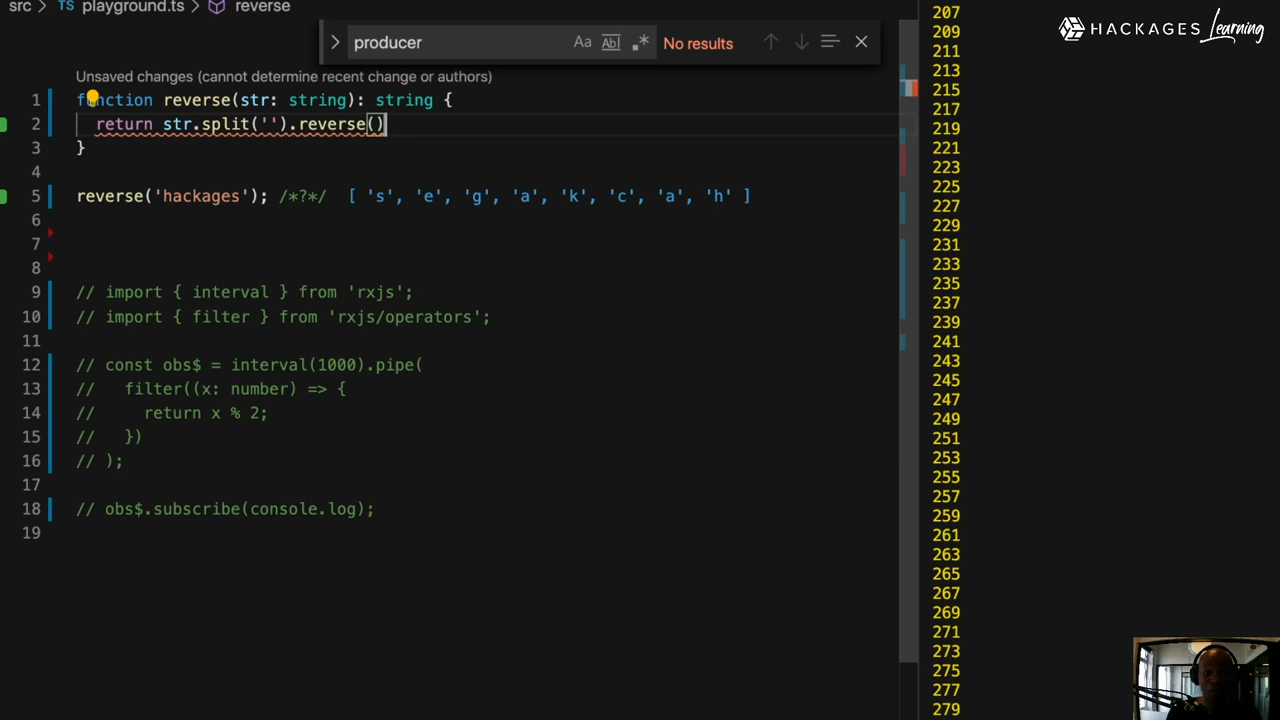 src > TS playground.ts > reverse
producer
Aa Abl .* No results
HACKAGES Learning
Unsaved changes (cannot determine recent change or authors)
1 function reverse(str: string): string {
2 return str.split('').reverse()
3 }
4
5 reverse('hackages'); /*?*/ [ 's', 'e', 'g', 'a', 'k', 'c', 'a', 'h' ]
6
7
8
9 // import { interval } from 'rxjs';
10 // import { filter } from 'rxjs/operators';
11
12 // const obs$ = interval(1000).pipe(
13 // filter((x: number) => {
14 // return x % 2;
15 // })
16 // );
17
18 // obs$.subscribe(console.log);
19
207
209
211
213
215
217
219
221
223
225
227
229
231
233
235
237
239
241
243
245
247
249
251
253
255
257
259
261
263
265
267
269
271
273
275
277
279